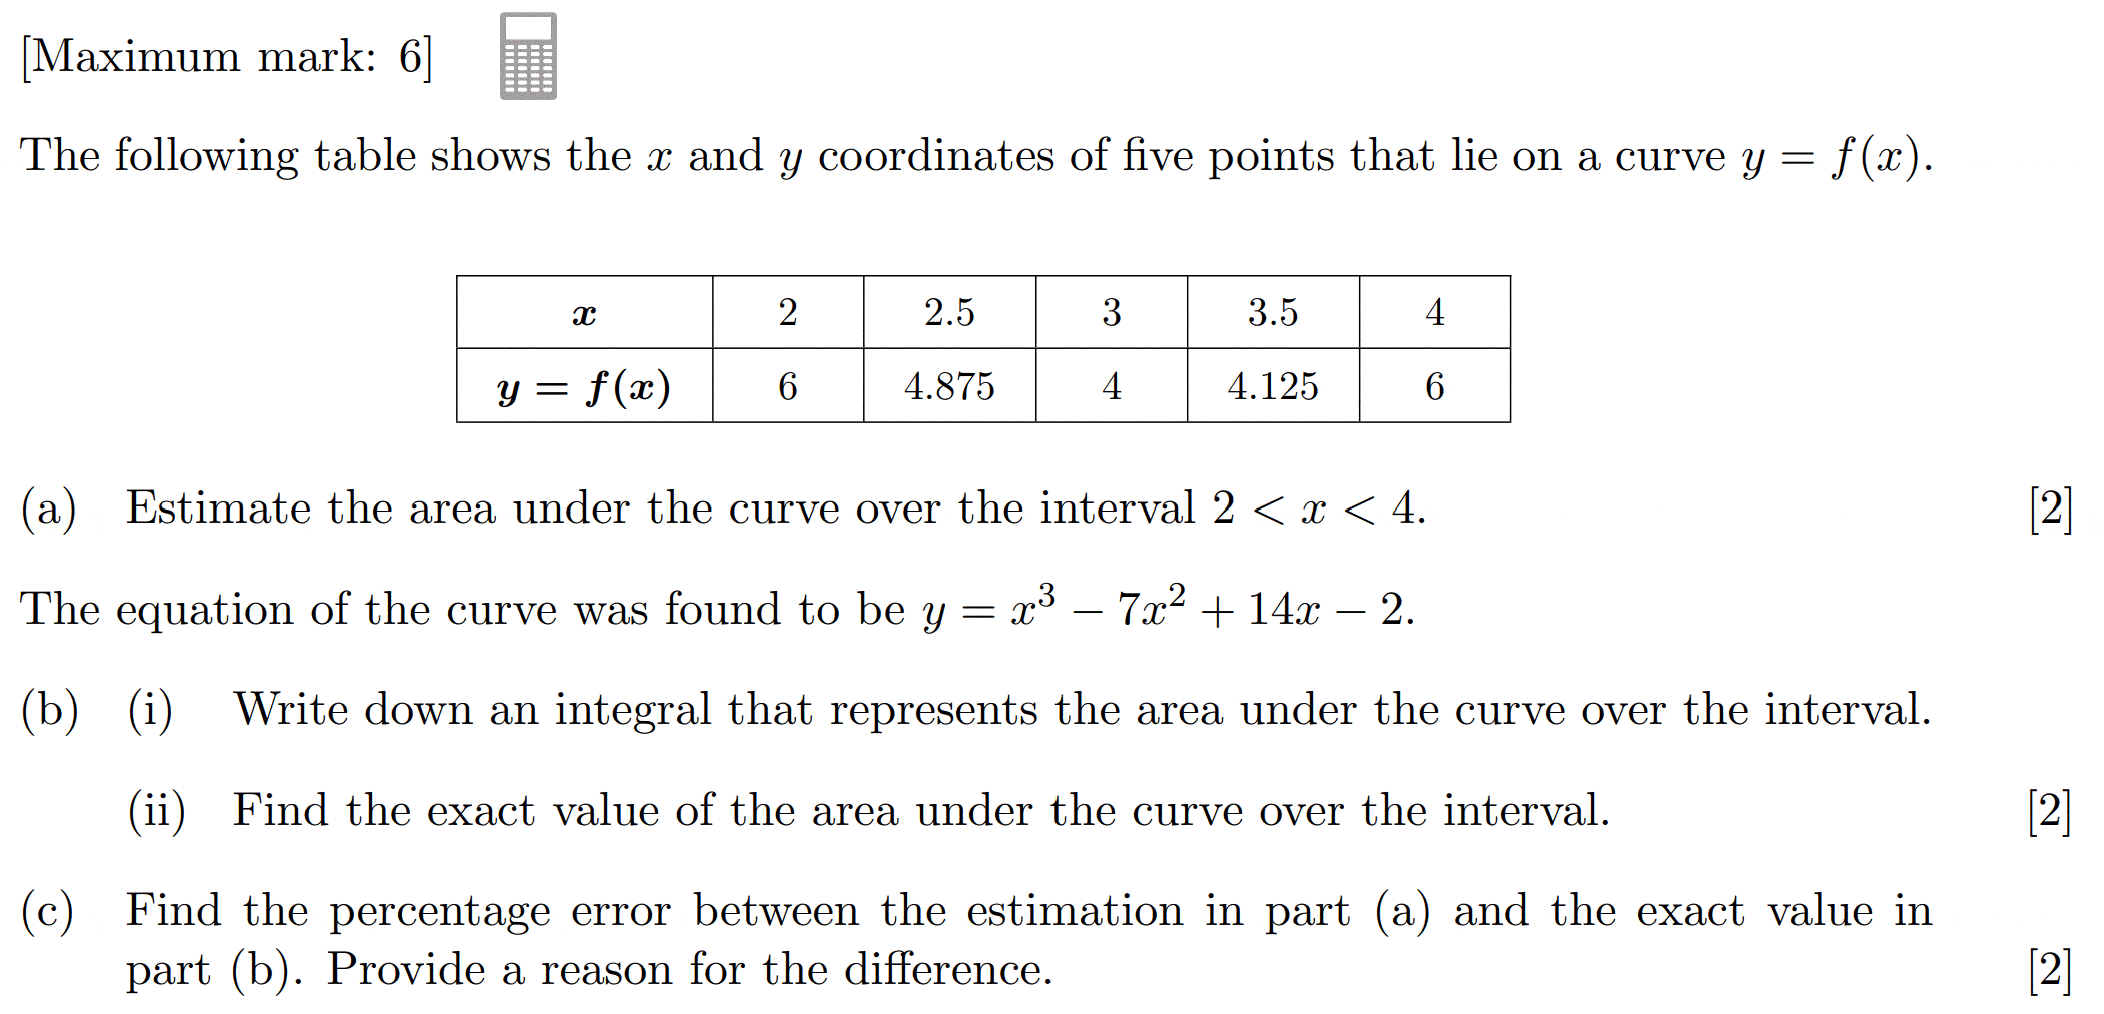 [Maximum mark: 6]
The following table shows the x and y coordinates of five points that lie on a curve y = f(x).
x 2 2.5 3 3.5 4
y = f(x) 6 4.875 4 4.125 6
(a) Estimate the area under the curve over the interval 2 < x < 4. [2]
The equation of the curve was found to be y = x³ − 7x² + 14x − 2.
(b) (i) Write down an integral that represents the area under the curve over the interval.
(ii) Find the exact value of the area under the curve over the interval. [2]
(c) Find the percentage error between the estimation in part (a) and the exact value in
part (b). Provide a reason for the difference. [2]